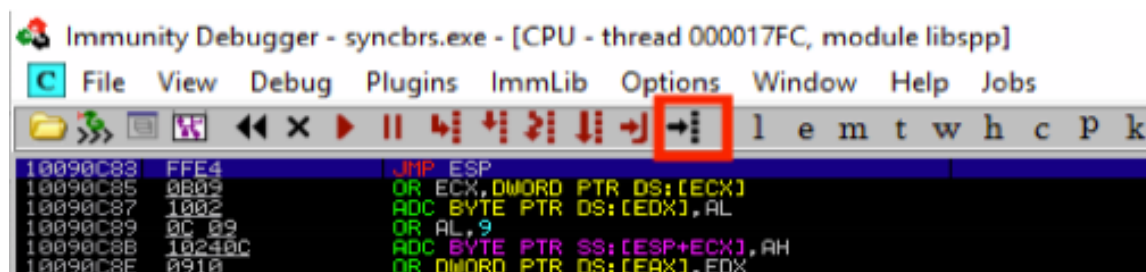 Immunity Debugger - syncbrs.exe - [CPU - thread 000017FC, module libspp]
C File View Debug Plugins ImmLib Options Window Help Jobs
l e m t w h c p k
10090C83 FFE4 JMP ESP
10090C85 0B09 OR ECX,DWORD PTR DS:[ECX]
10090C87 1002 ADC BYTE PTR DS:[EDX],AL
10090C89 0C 09 OR AL,9
10090C8B 10240C ADC BYTE PTR SS:[ESP+ECX],AH
10090C8E 0910 OR DWORD PTR DS:[EAX],EDX